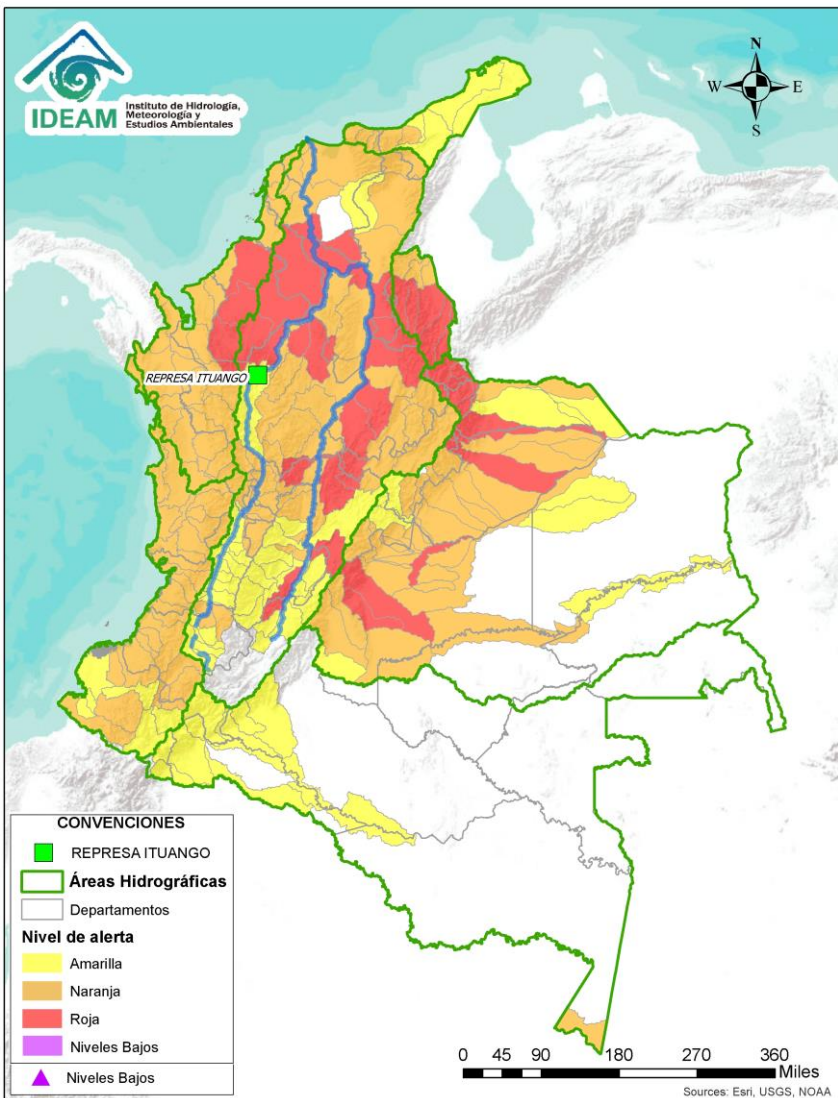 IDEAM
Instituto de Hidrología,
Meteorología y
Estudios Ambientales
N
W
E
S
REPRESA ITUANGO
CONVENCIONES
REPRESA ITUANGO
Áreas Hidrográficas
Departamentos
Nivel de alerta
Amarilla
Naranja
Roja
Niveles Bajos
Niveles Bajos
0 45 90 180 270 360
Miles
Sources: Esri, USGS, NOAA